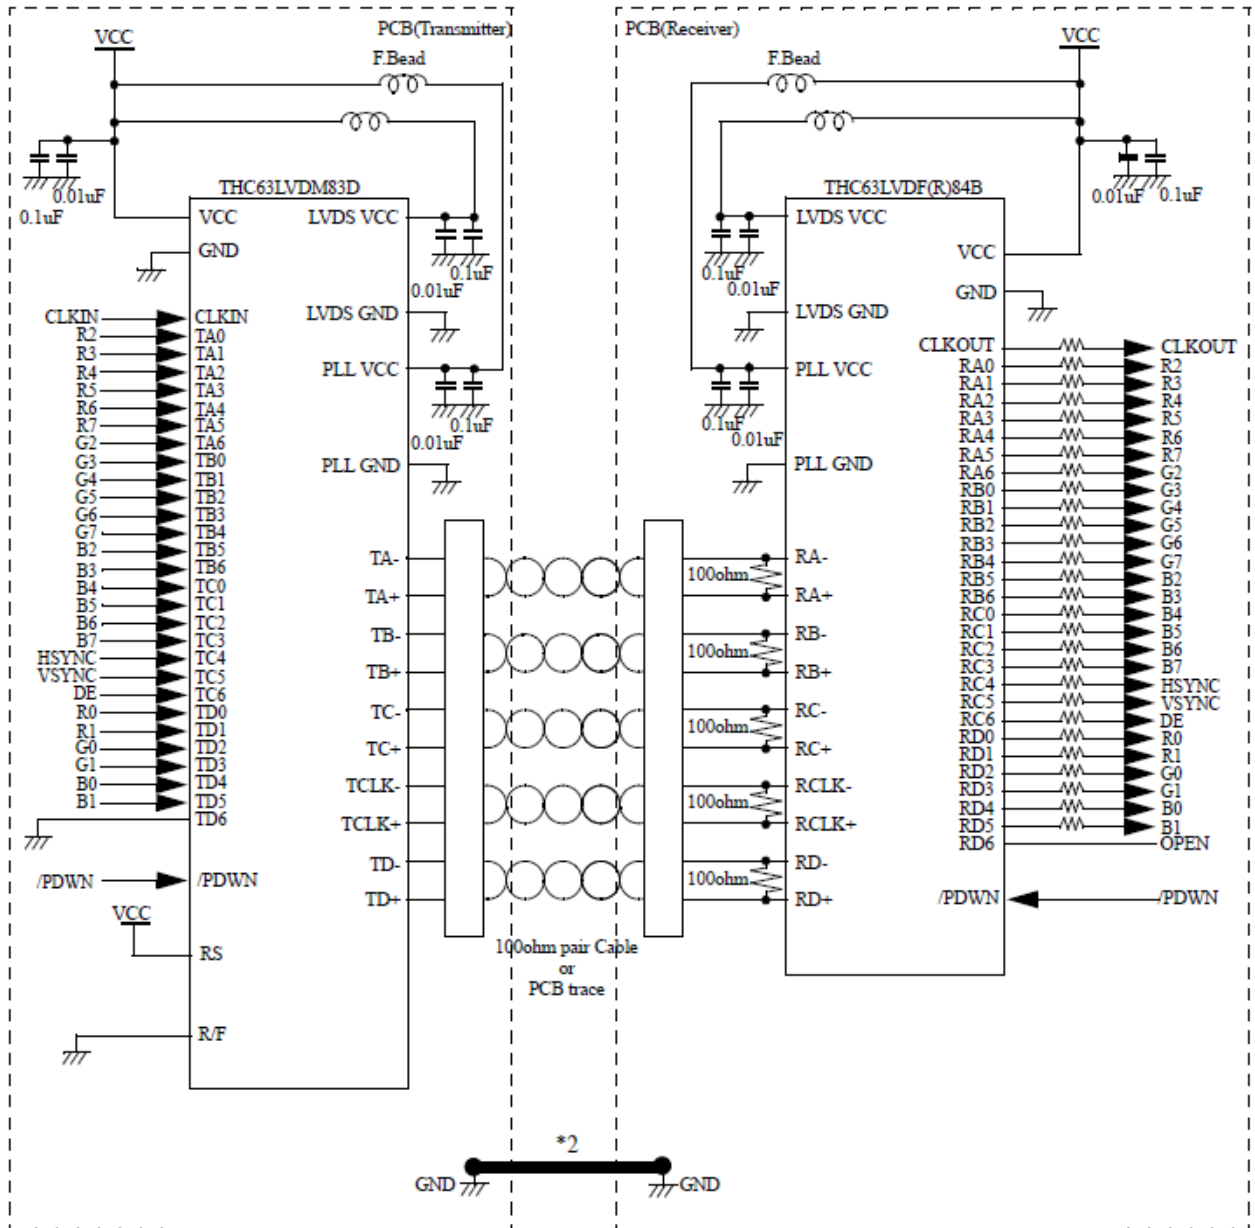 PCB(Transmitter)
VCC
F.Bead
0.01uF
0.1uF
THC63LVDM83D
VCC
LVDS VCC
GND
0.1uF
0.01uF
LVDS GND
PLL VCC
0.1uF
0.01uF
PLL GND
CLKIN CLKIN
R2 TA0
R3 TA1
R4 TA2
R5 TA3
R6 TA4
R7 TA5
G2 TA6
G3 TB0
G4 TB1
G5 TB2
G6 TB3
G7 TB4
B2 TB5
B3 TB6
B4 TC0
B5 TC1
B6 TC2
B7 TC3
HSYNC TC4
VSYNC TC5
DE TC6
R0 TD0
R1 TD1
G0 TD2
G1 TD3
B0 TD4
B1 TD5
TD6
/PDWN /PDWN
VCC
RS
R/F
TA-
TA+
TB-
TB+
TC-
TC+
TCLK-
TCLK+
TD-
TD+
100ohm pair Cable
or
PCB trace
PCB(Receiver)
VCC
F.Bead
0.01uF
0.1uF
THC63LVDF(R)84B
LVDS VCC
VCC
0.1uF
0.01uF
GND
LVDS GND
PLL VCC
0.1uF
0.01uF
PLL GND
100ohm
RA-
RA+
100ohm
RB-
RB+
100ohm
RC-
RC+
100ohm
RCLK-
RCLK+
100ohm
RD-
RD+
CLKOUT CLKOUT
RA0 R2
RA1 R3
RA2 R4
RA3 R5
RA4 R6
RA5 R7
RA6 G2
RB0 G3
RB1 G4
RB2 G5
RB3 G6
RB4 G7
RB5 B2
RB6 B3
RC0 B4
RC1 B5
RC2 B6
RC3 B7
RC4 HSYNC
RC5 VSYNC
RC6 DE
RD0 R0
RD1 R1
RD2 G0
RD3 G1
RD4 B0
RD5 B1
RD6 OPEN
/PDWN /PDWN
*2
GND GND